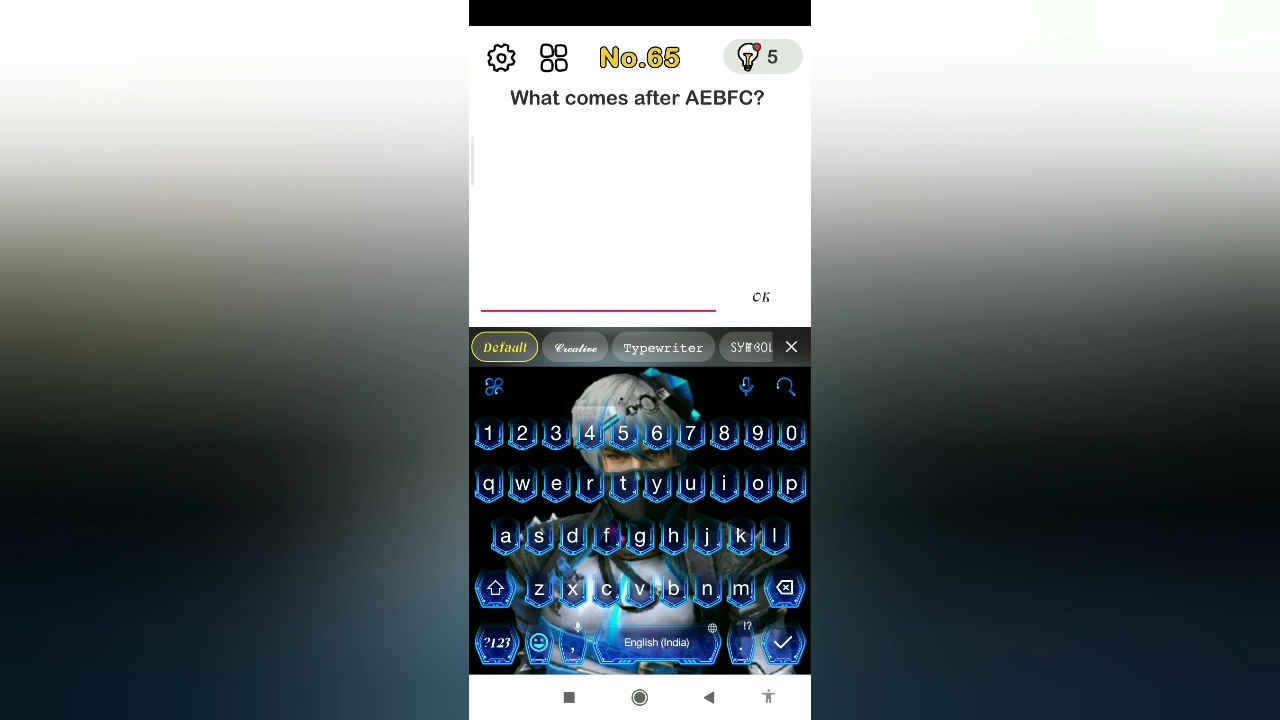 No.65
5
What comes after AEBFC?
OK
Default
Creative
Typewriter
SYMBOL
1 2 3 4 5 6 7 8 9 0
q w e r t y u i o p
a s d f g h j k l
z x c v b n m
!?
?123 , English (India) .